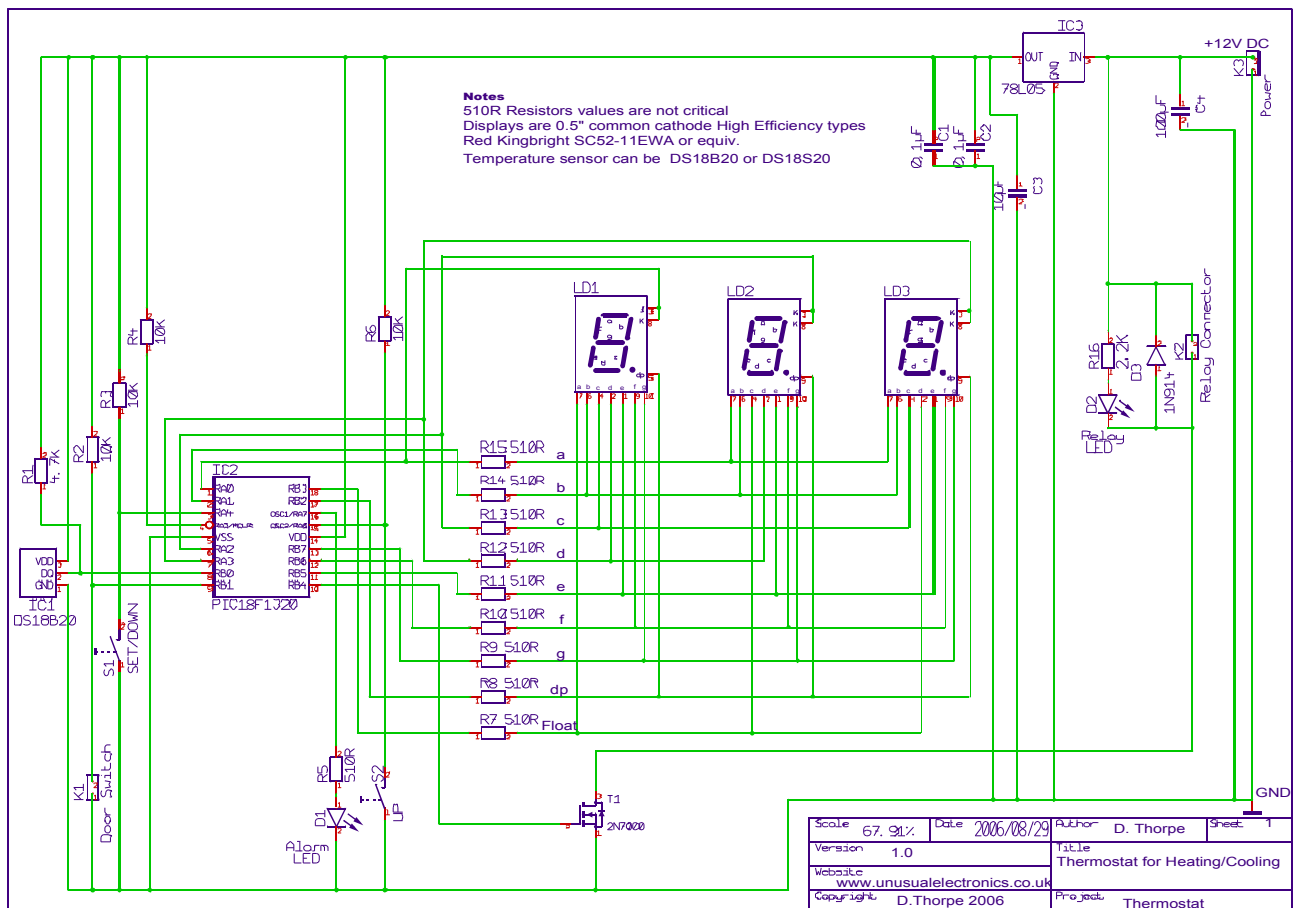 IC3
+12V DC
OUT
IN
GND
78L05
K3
Power
100µF
C4
Notes
510R Resistors values are not critical
Displays are 0.5" common cathode High Efficiency types
Red Kingbright SC52-11EWA or equiv.
Temperature sensor can be DS18B20 or DS18S20
0.1µF
C1
0.1µF
C2
10µF
C3
LD1
LD2
LD3
R4
10K
R6
10K
R3
10K
R2
10K
R1
4.7K
R16
2.2K
D3
1N914
K2
Relay Connector
D2
Relay
LED
IC2
RA0
RA1
RA4
RA5/MCLR
VSS
RA2
RA3
RB0
RB1
RB3
RB2
OSC1/RA7
OSC2/RA6
VDD
RB7
RB6
RB5
RB4
PIC18F1320
VDD
DQ
GND
IC1
DS18B20
R15 510R a
R14 510R b
R13 510R c
R12 510R d
R11 510R e
R10 510R f
R9 510R g
R8 510R dp
R7 510R Float
S1
SET/DOWN
K1
Door Switch
R5
510R
D1
Alarm
LED
S2
UP
T1
2N7000
GND
Scale 67.91% Date 2006/08/29 Author D. Thorpe Sheet 1
Version 1.0
Title
Thermostat for Heating/Cooling
Website
www.unusualelectronics.co.uk
Copyright D.Thorpe 2006
Project Thermostat